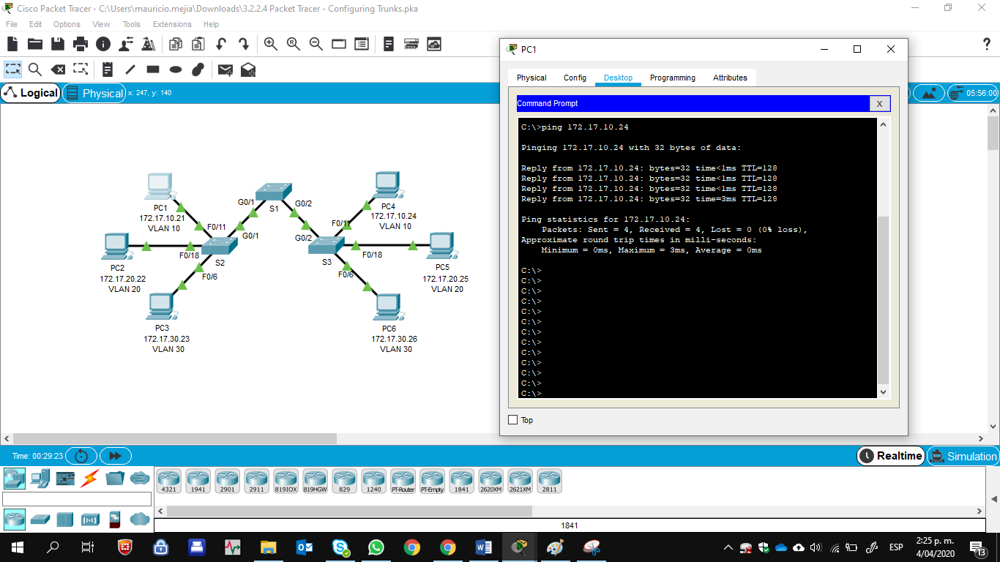 Cisco Packet Tracer - C:\Users\mauricio.mejia\Downloads\3.2.2.4 Packet Tracer - Configuring Trunks.pka
File Edit Options View Tools Extensions Help
Logical
Physical
x: 247, y: 140
05:56:00
PC1
172.17.10.21
VLAN 10
PC2
172.17.20.22
VLAN 20
PC3
172.17.30.23
VLAN 30
F0/11
F0/18
F0/6
S2
G0/1
G0/1
S1
G0/2
G0/2
S3
F0/11
F0/18
F0/6
PC4
172.17.10.24
VLAN 10
PC5
172.17.20.25
VLAN 20
PC6
172.17.30.26
VLAN 30
PC1
Physical Config Desktop Programming Attributes
Command Prompt
X
C:\>ping 172.17.10.24
Pinging 172.17.10.24 with 32 bytes of data:
Reply from 172.17.10.24: bytes=32 time<1ms TTL=128
Reply from 172.17.10.24: bytes=32 time<1ms TTL=128
Reply from 172.17.10.24: bytes=32 time<1ms TTL=128
Reply from 172.17.10.24: bytes=32 time=3ms TTL=128
Ping statistics for 172.17.10.24:
Packets: Sent = 4, Received = 4, Lost = 0 (0% loss),
Approximate round trip times in milli-seconds:
Minimum = 0ms, Maximum = 3ms, Average = 0ms
C:\>
C:\>
C:\>
C:\>
C:\>
C:\>
C:\>
C:\>
C:\>
C:\>
C:\>
C:\>
C:\>
Top
Time: 00:29:23
Realtime
Simulation
4321 1941 2901 2911 819IOX 819HGW 829 1240 PT-Router PT-Empty 1841 2620XM 2621XM 2811
1841
ESP
2:25 p. m.
4/04/2020
13